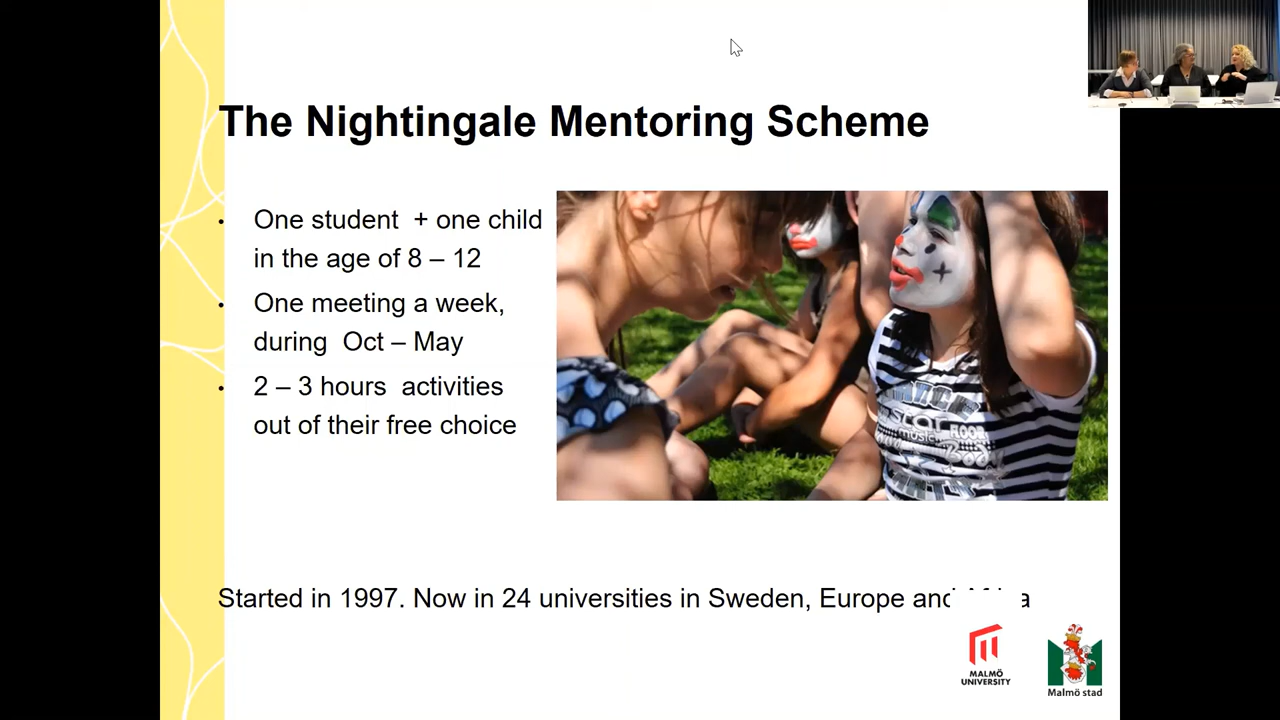 The Nightingale Mentoring Scheme
• One student + one child
in the age of 8 – 12
• One meeting a week,
during Oct – May
• 2 – 3 hours activities
out of their free choice
star
music
Started in 1997. Now in 24 universities in Sweden, Europe and
MALMÖ
UNIVERSITY
Malmö stad